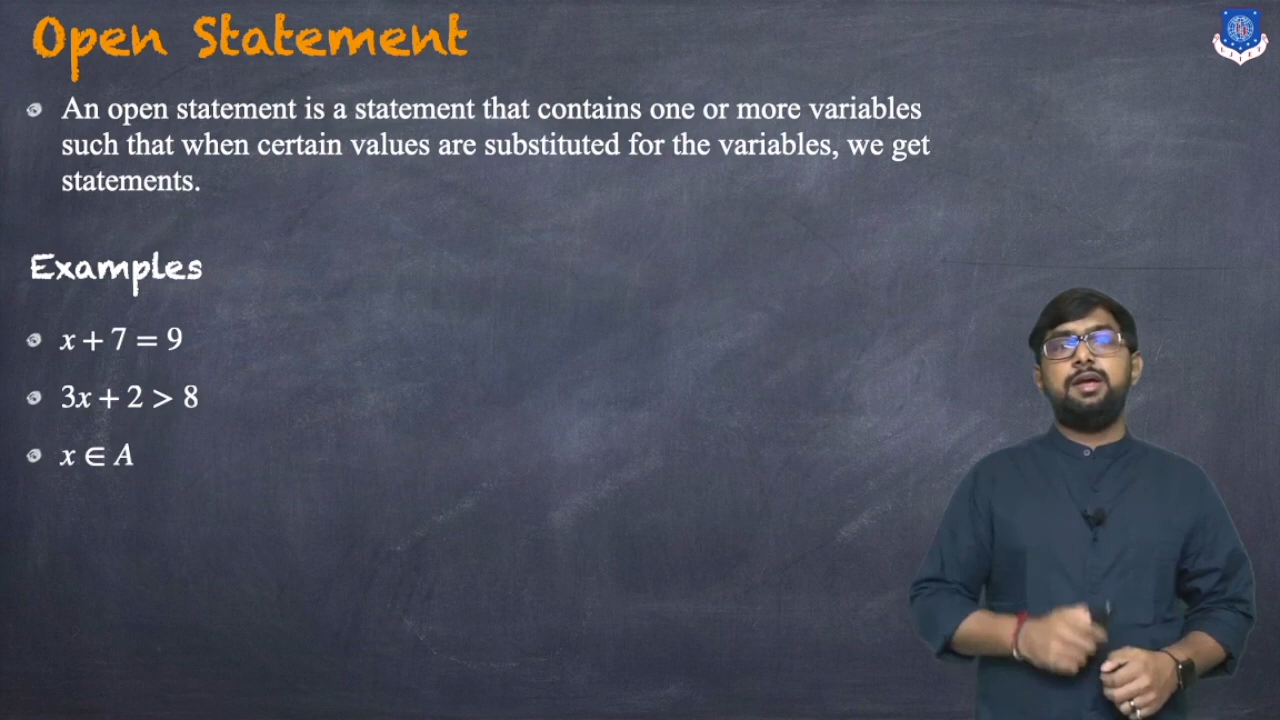 Open Statement
An open statement is a statement that contains one or more variables
such that when certain values are substituted for the variables, we get
statements.
Examples
x + 7 = 9
3x + 2 > 8
x ∈ A